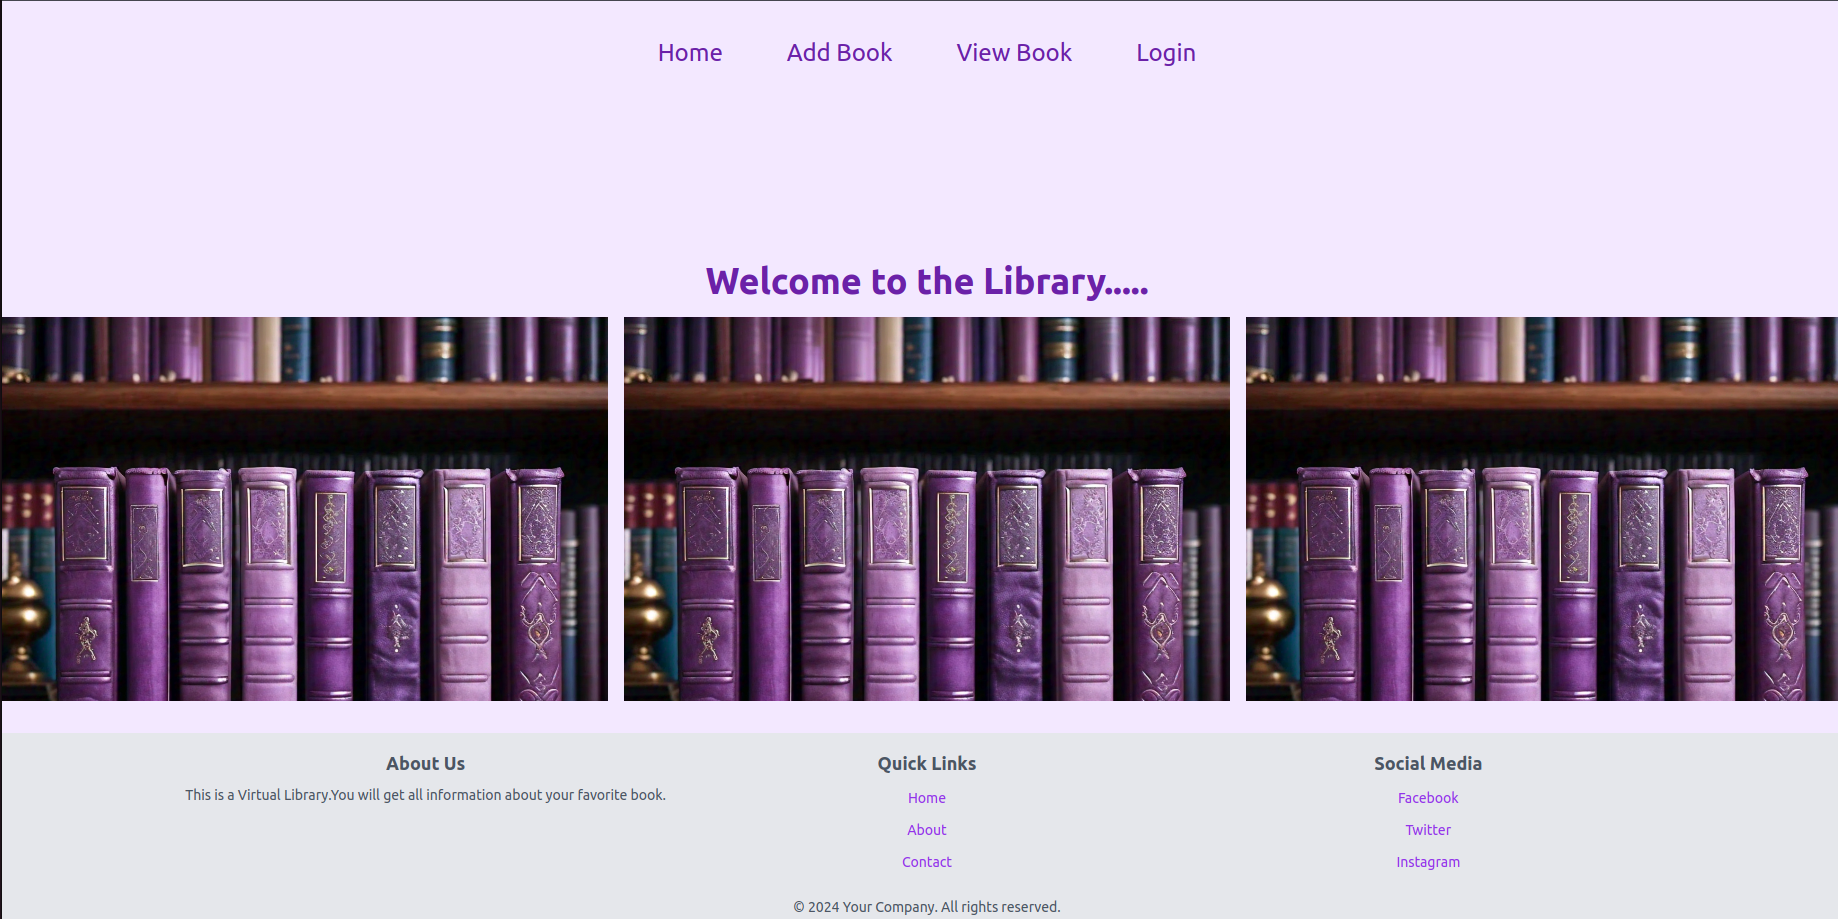 Home Add Book View Book Login
Welcome to the Library.....
About Us
This is a Virtual Library.You will get all information about your favorite book.
Quick Links
Home
About
Contact
Social Media
Facebook
Twitter
Instagram
© 2024 Your Company. All rights reserved.